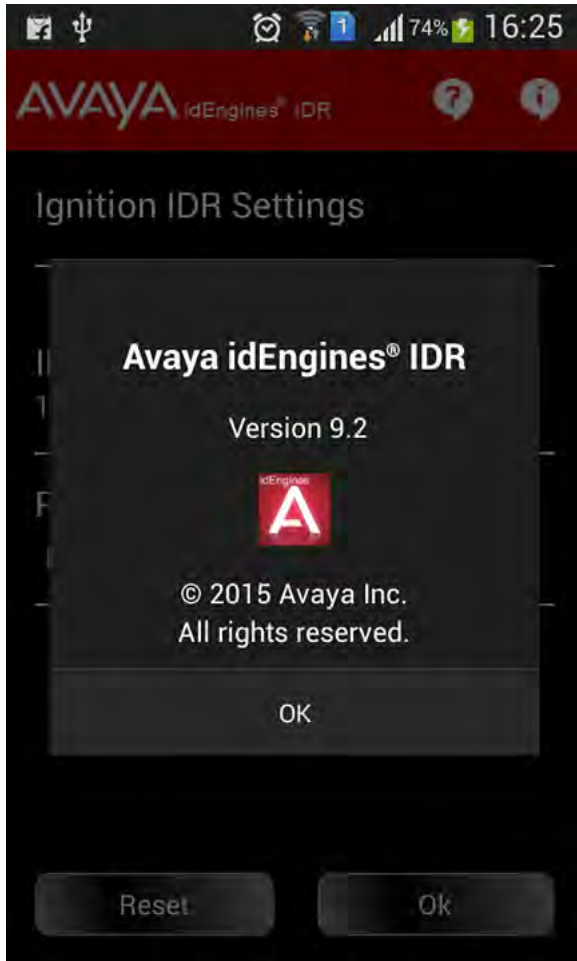 1 74% 16:25
AVAYA idEngines® IDR ? i
Ignition IDR Settings
Avaya idEngines® IDR
Version 9.2
idEngines
A
© 2015 Avaya Inc.
All rights reserved.
OK
Reset Ok